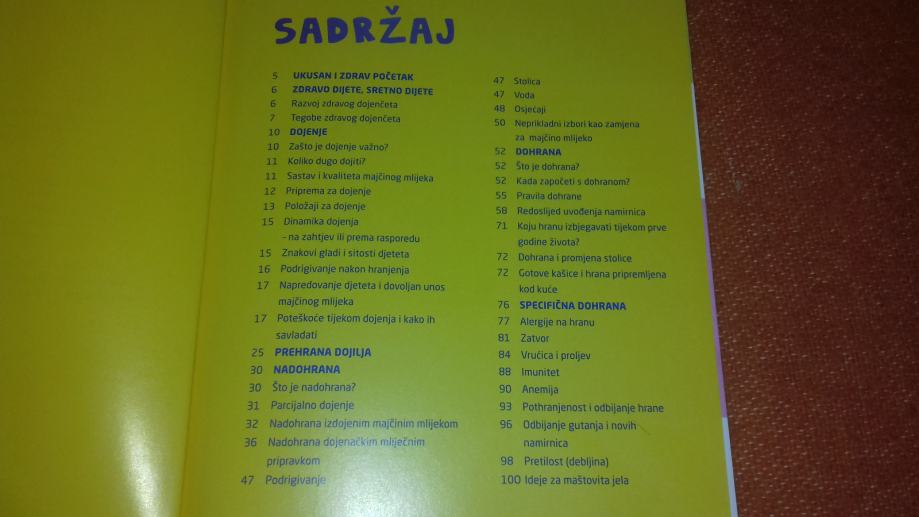 SADRŽAJ
5 UKUSAN I ZDRAV POČETAK
6 ZDRAVO DIJETE, SRETNO DIJETE
6 Razvoj zdravog dojenčeta
7 Tegobe zdravog dojenčeta
10 DOJENJE
10 Zašto je dojenje važno?
11 Koliko dugo dojiti?
11 Sastav i kvaliteta majčinog mlijeka
12 Priprema za dojenje
13 Položaji za dojenje
15 Dinamika dojenja
– na zahtjev ili prema rasporedu
15 Znakovi gladi i sitosti djeteta
16 Podrigivanje nakon hranjenja
17 Napredovanje djeteta i dovoljan unos
majčinog mlijeka
17 Poteškoće tijekom dojenja i kako ih
savladati
25 PREHRANA DOJILJA
30 NADOHRANA
30 Što je nadohrana?
31 Parcijalno dojenje
32 Nadohrana izdojenim majčinim mlijekom
36 Nadohrana dojenačkim mliječnim
pripravkom
47 Podrigivanje
47 Stolica
47 Voda
48 Osjećaji
50 Neprikladni izbori kao zamjena
za majčino mlijeko
52 DOHRANA
52 Što je dohrana?
52 Kada započeti s dohranom?
55 Pravila dohrane
58 Redoslijed uvođenja namirnica
71 Koju hranu izbjegavati tijekom prve
godine života?
72 Dohrana i promjena stolice
72 Gotove kašice i hrana pripremljena
kod kuće
76 SPECIFIČNA DOHRANA
77 Alergije na hranu
81 Zatvor
84 Vrućica i proljev
88 Imunitet
90 Anemija
93 Pothranjenost i odbijanje hrane
96 Odbijanje gutanja i novih
namirnica
98 Pretilost (debljina)
100 Ideje za maštovita jela